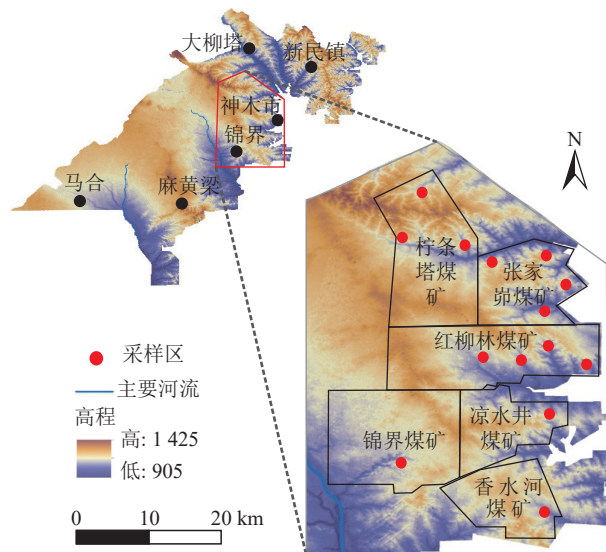 大柳塔
新民镇
神木市
锦界
马合
麻黄梁
N
柠条
塔煤
矿
张家
峁煤矿
红柳林煤矿
凉水井
煤矿
锦界煤矿
香水河
煤矿
采样区
主要河流
高程
高: 1 425
低: 905
0 10 20 km